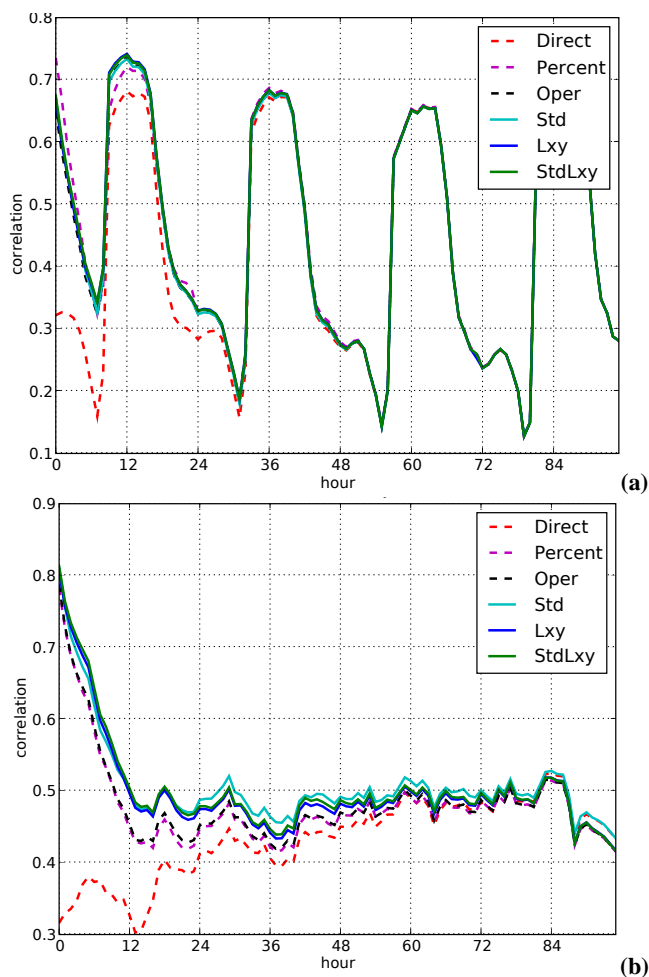 0.8
0.7
0.6
0.5
0.4
0.3
0.2
0.1
correlation
0 12 24 36 48 60 72 84
hour
Direct
Percent
Oper
Std
Lxy
StdLxy
(a)
0.9
0.8
0.7
0.6
0.5
0.4
0.3
correlation
0 12 24 36 48 60 72 84
hour
Direct
Percent
Oper
Std
Lxy
StdLxy
(b)